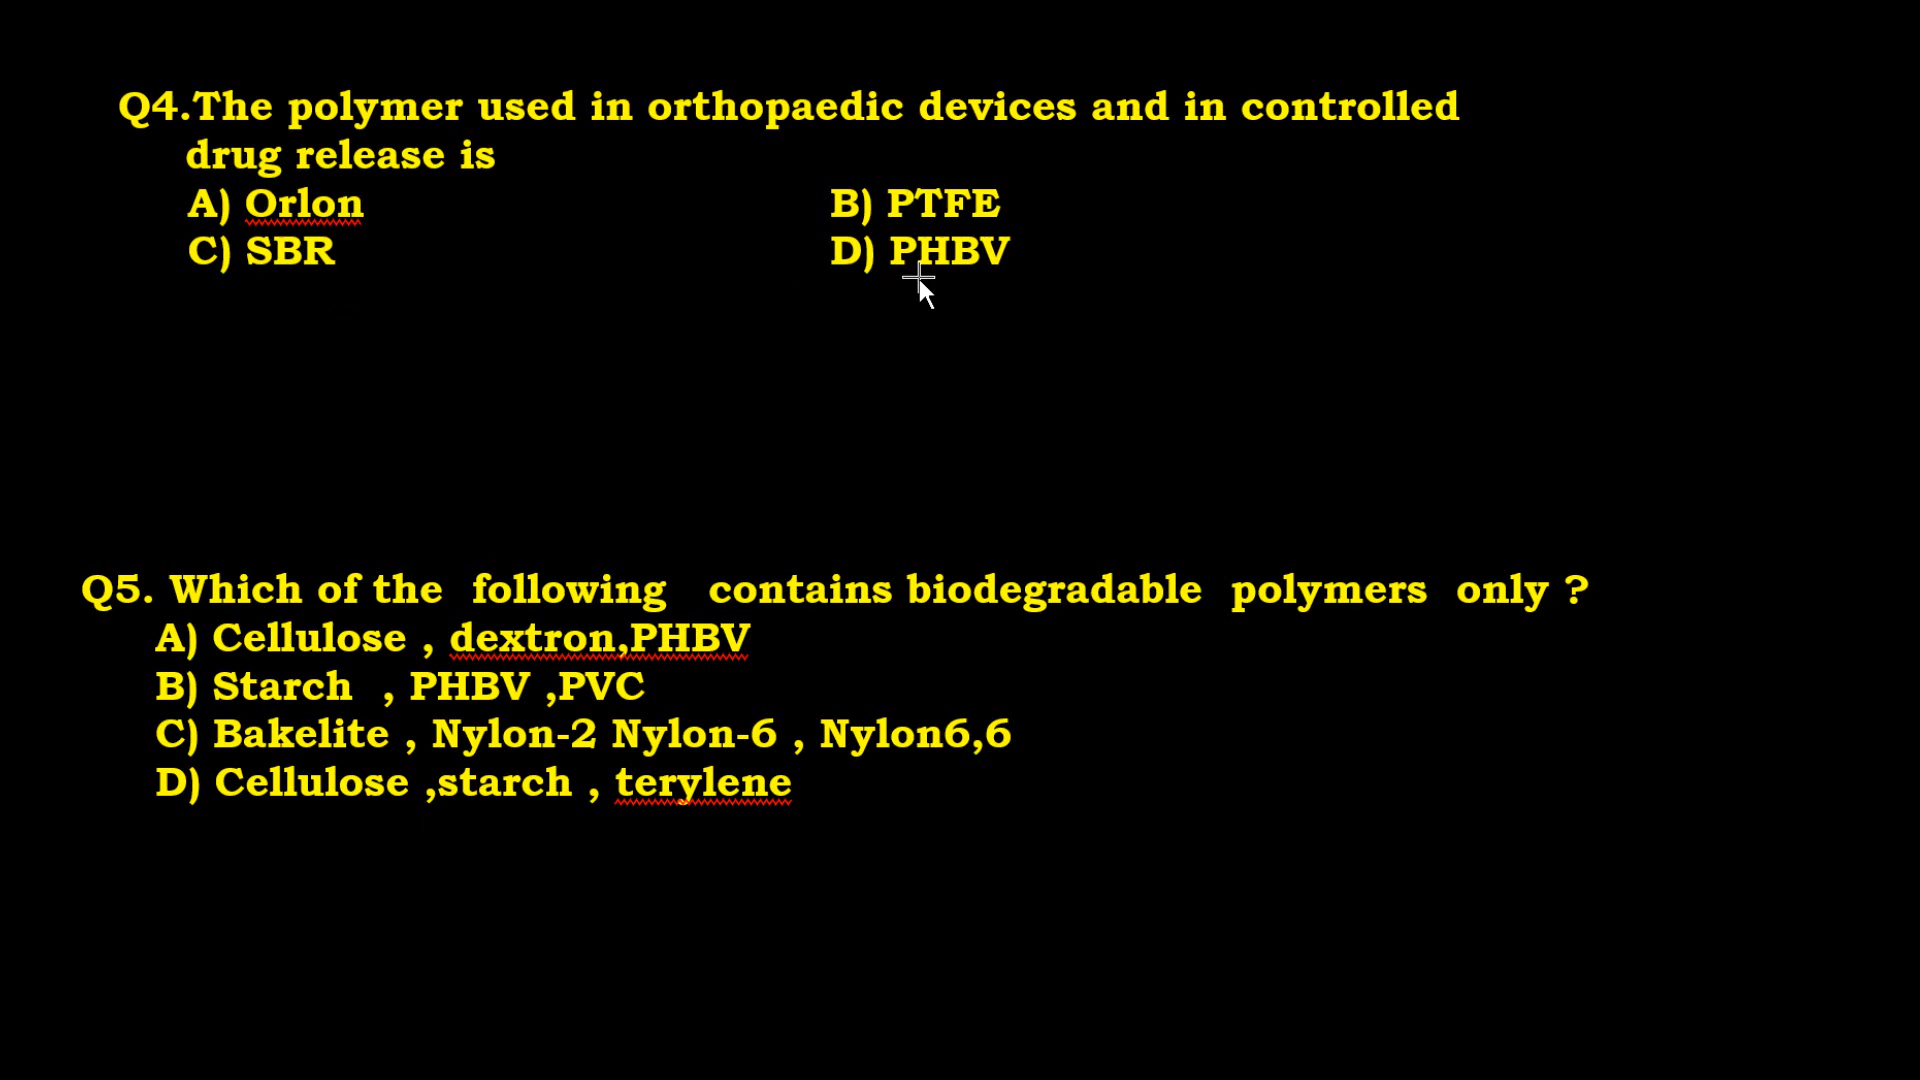 Q4.The polymer used in orthopaedic devices and in controlled
drug release is
A) Orlon B) PTFE
C) SBR D) PHBV
Q5. Which of the following contains biodegradable polymers only ?
A) Cellulose , dextron,PHBV
B) Starch , PHBV ,PVC
C) Bakelite , Nylon-2 Nylon-6 , Nylon6,6
D) Cellulose ,starch , terylene